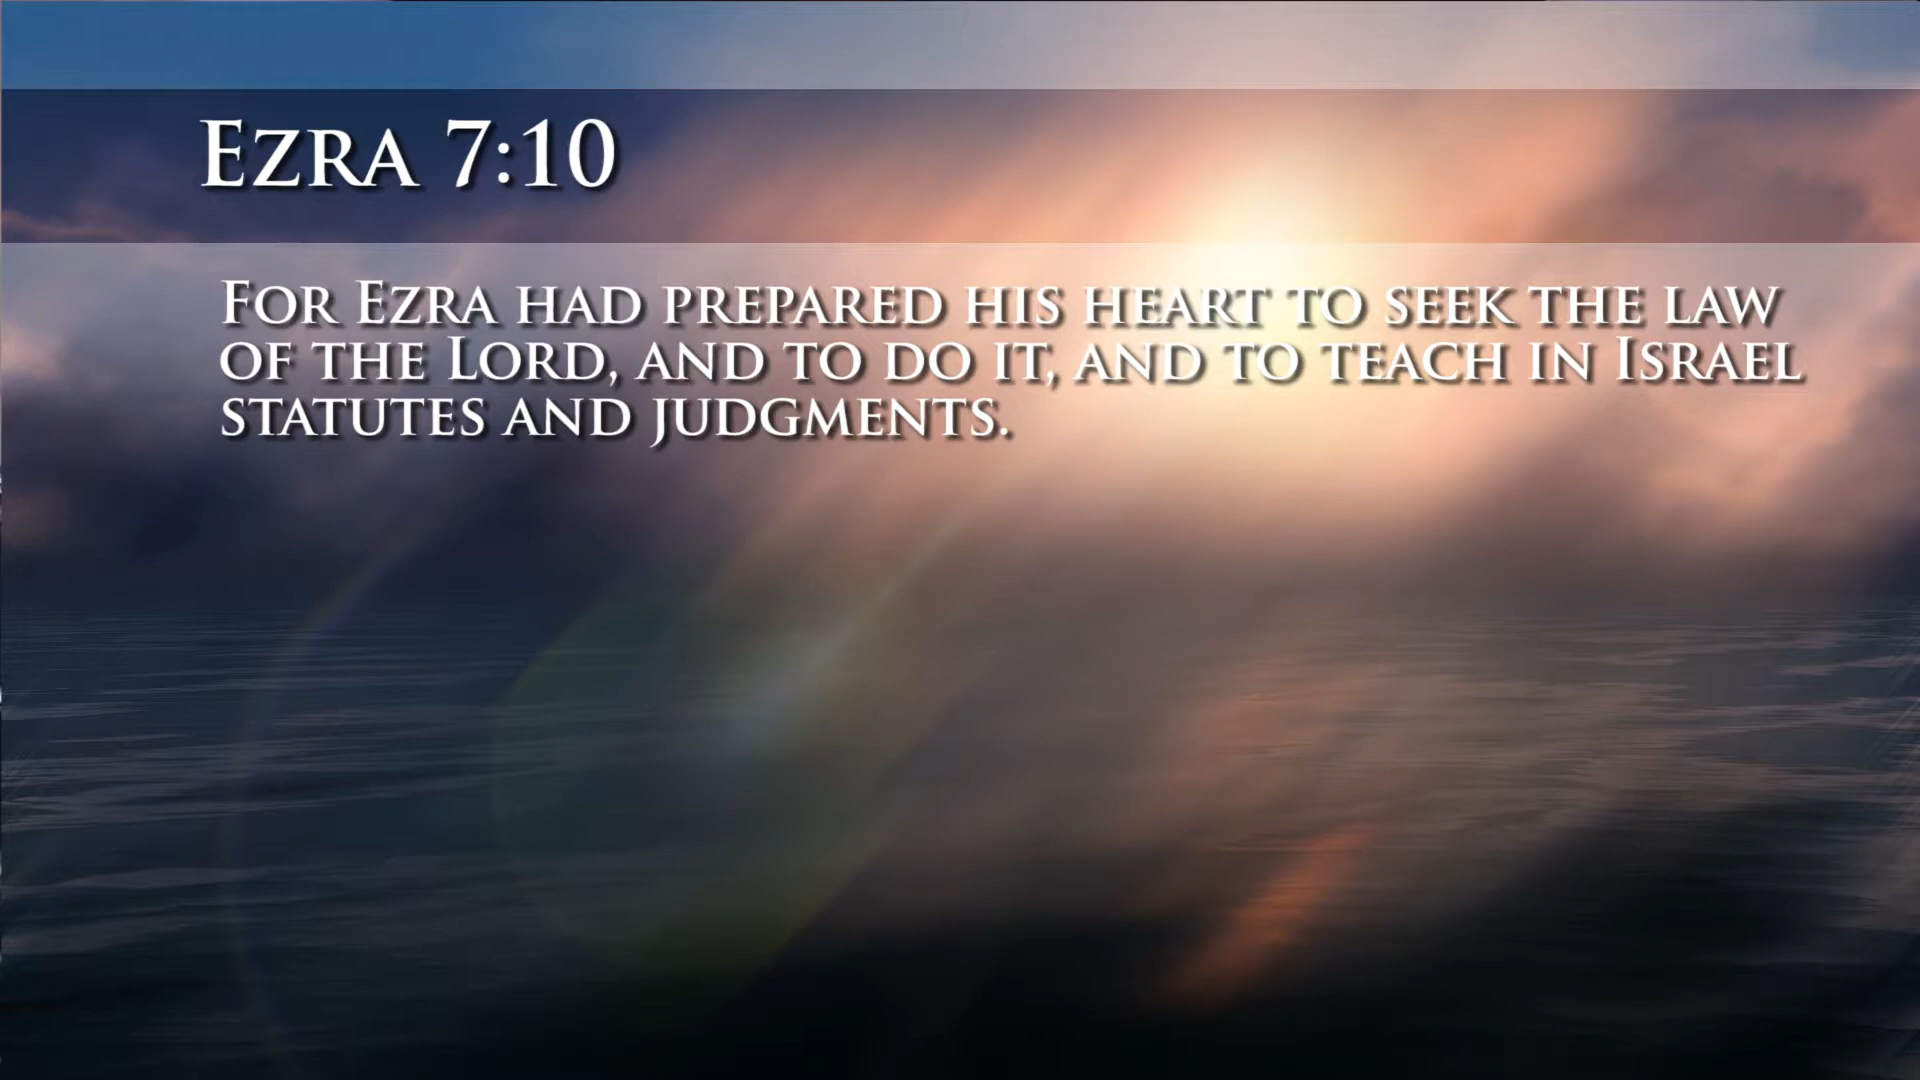 Ezra 7:10
For Ezra had prepared his heart to seek the law
of the Lord, and to do it, and to teach in Israel
statutes and judgments.